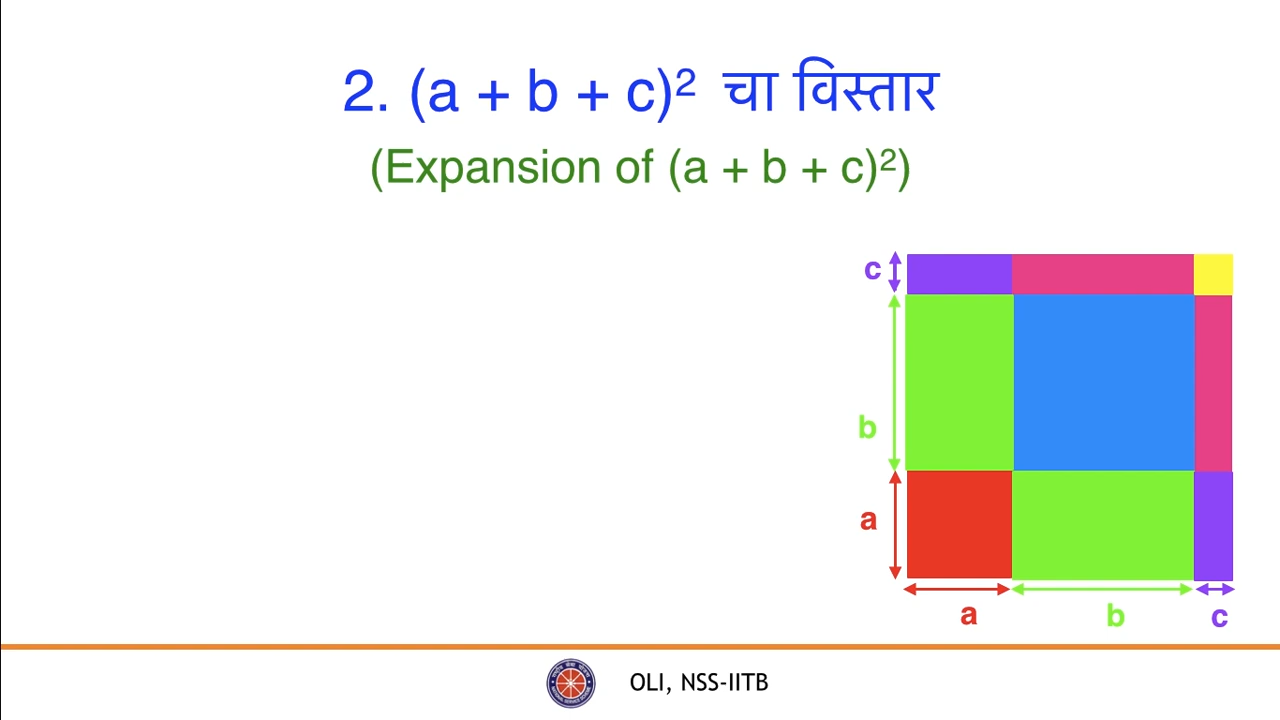 2. (a + b + c)² चा विस्तार
(Expansion of (a + b + c)²)
c
b
a
a b c
OLI, NSS-IITB